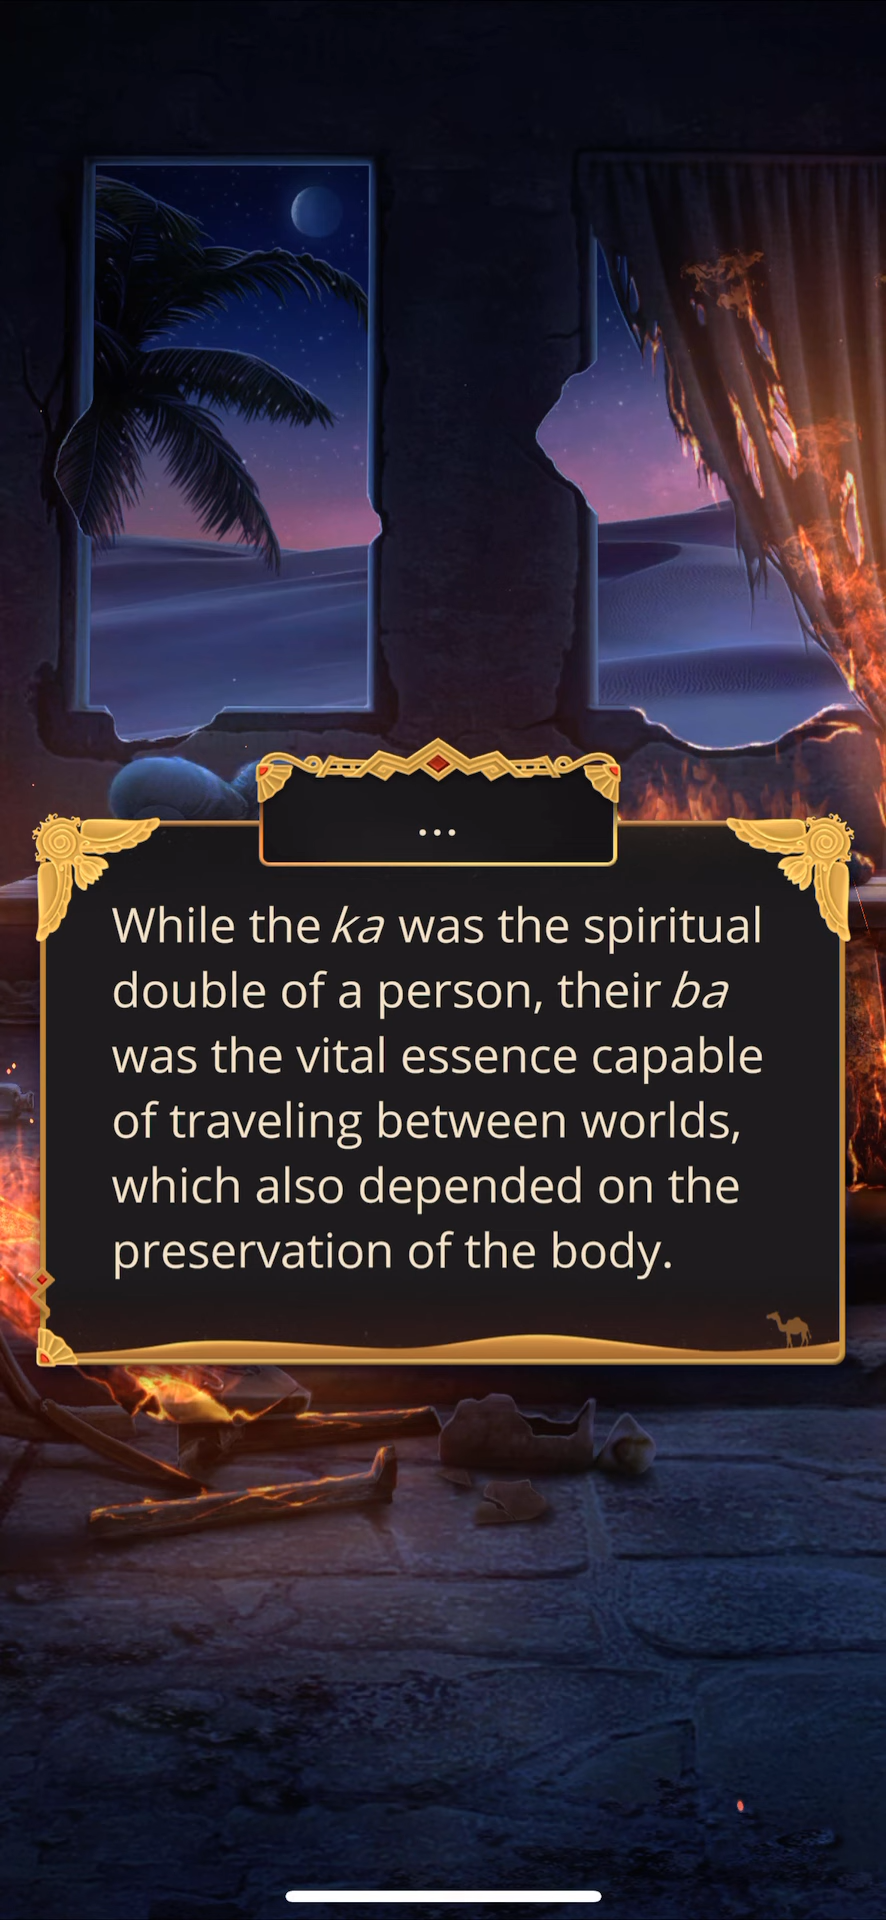 ...
While the ka was the spiritual
double of a person, their ba
was the vital essence capable
of traveling between worlds,
which also depended on the
preservation of the body.